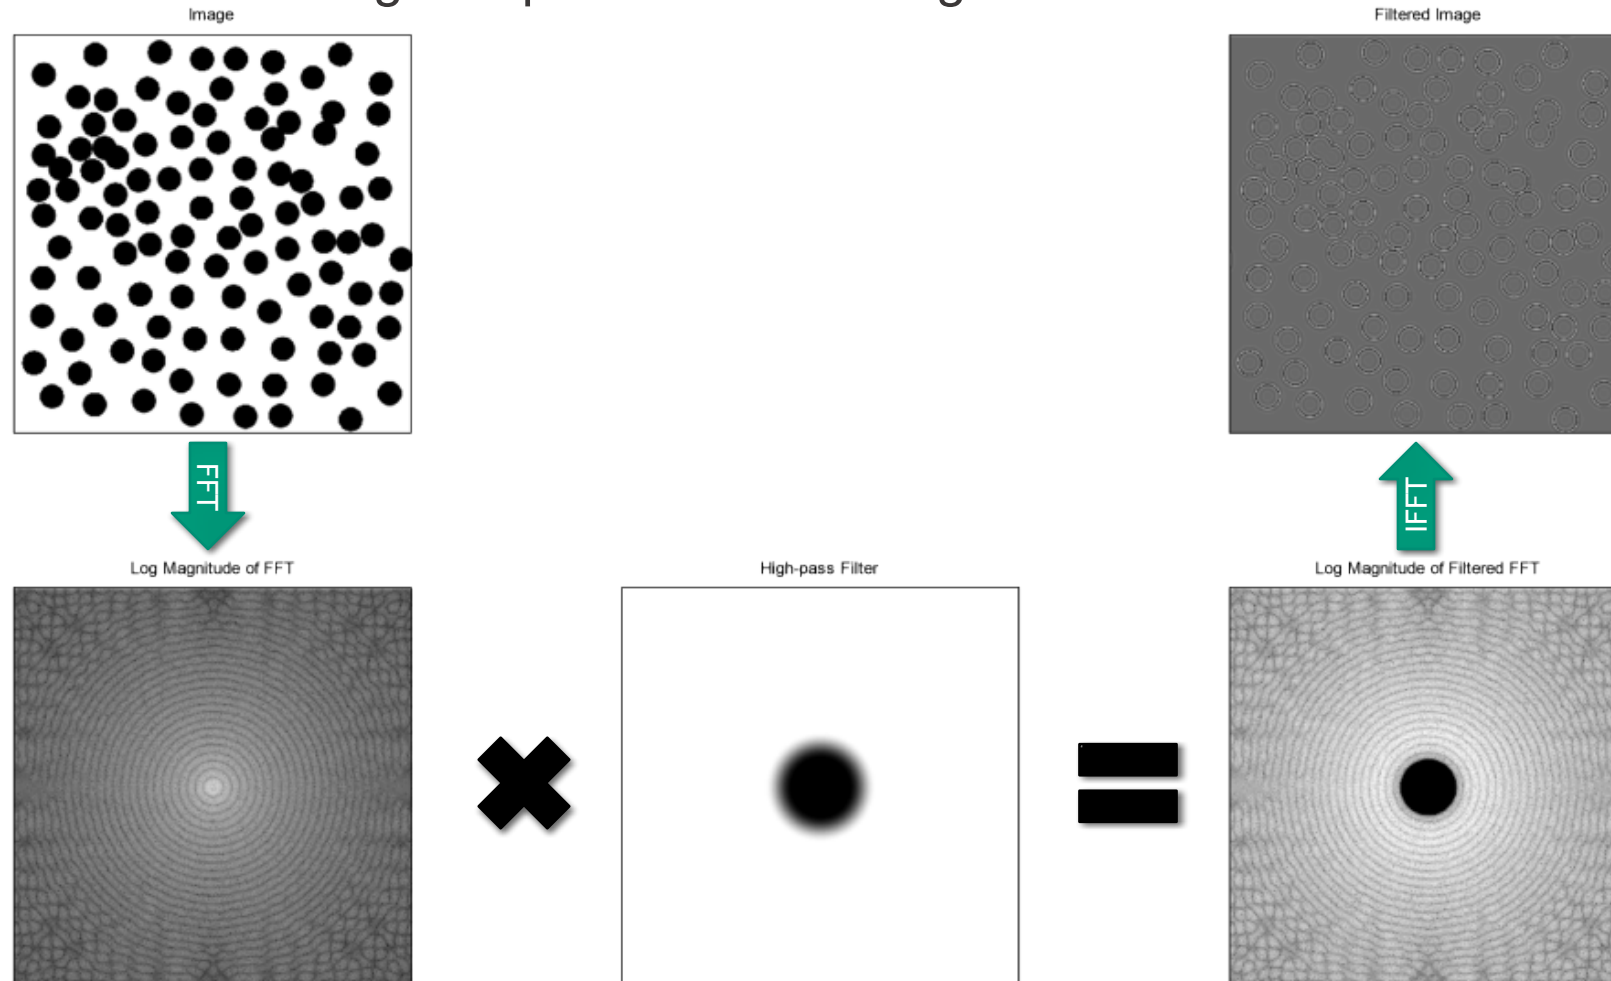 Image
Filtered Image
FFT
IFFT
Log Magnitude of FFT
High-pass Filter
Log Magnitude of Filtered FFT